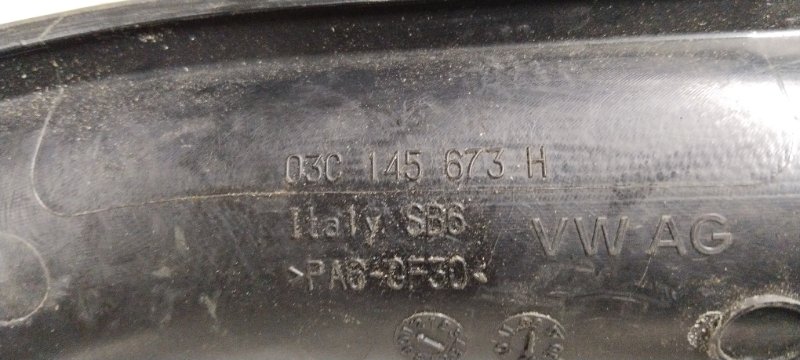 03C 145 673 H
Italy SB6
VW AG
>PA6-GF30<